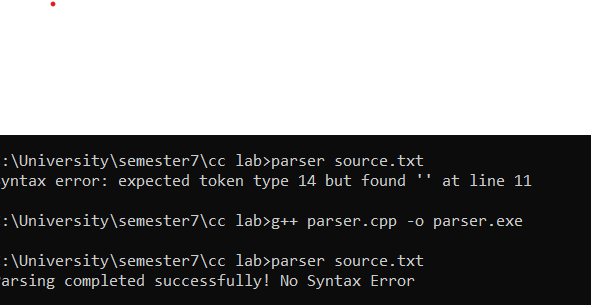 :\University\semester7\cc lab>parser source.txt
yntax error: expected token type 14 but found '' at line 11
:\University\semester7\cc lab>g++ parser.cpp -o parser.exe
:\University\semester7\cc lab>parser source.txt
arsing completed successfully! No Syntax Error